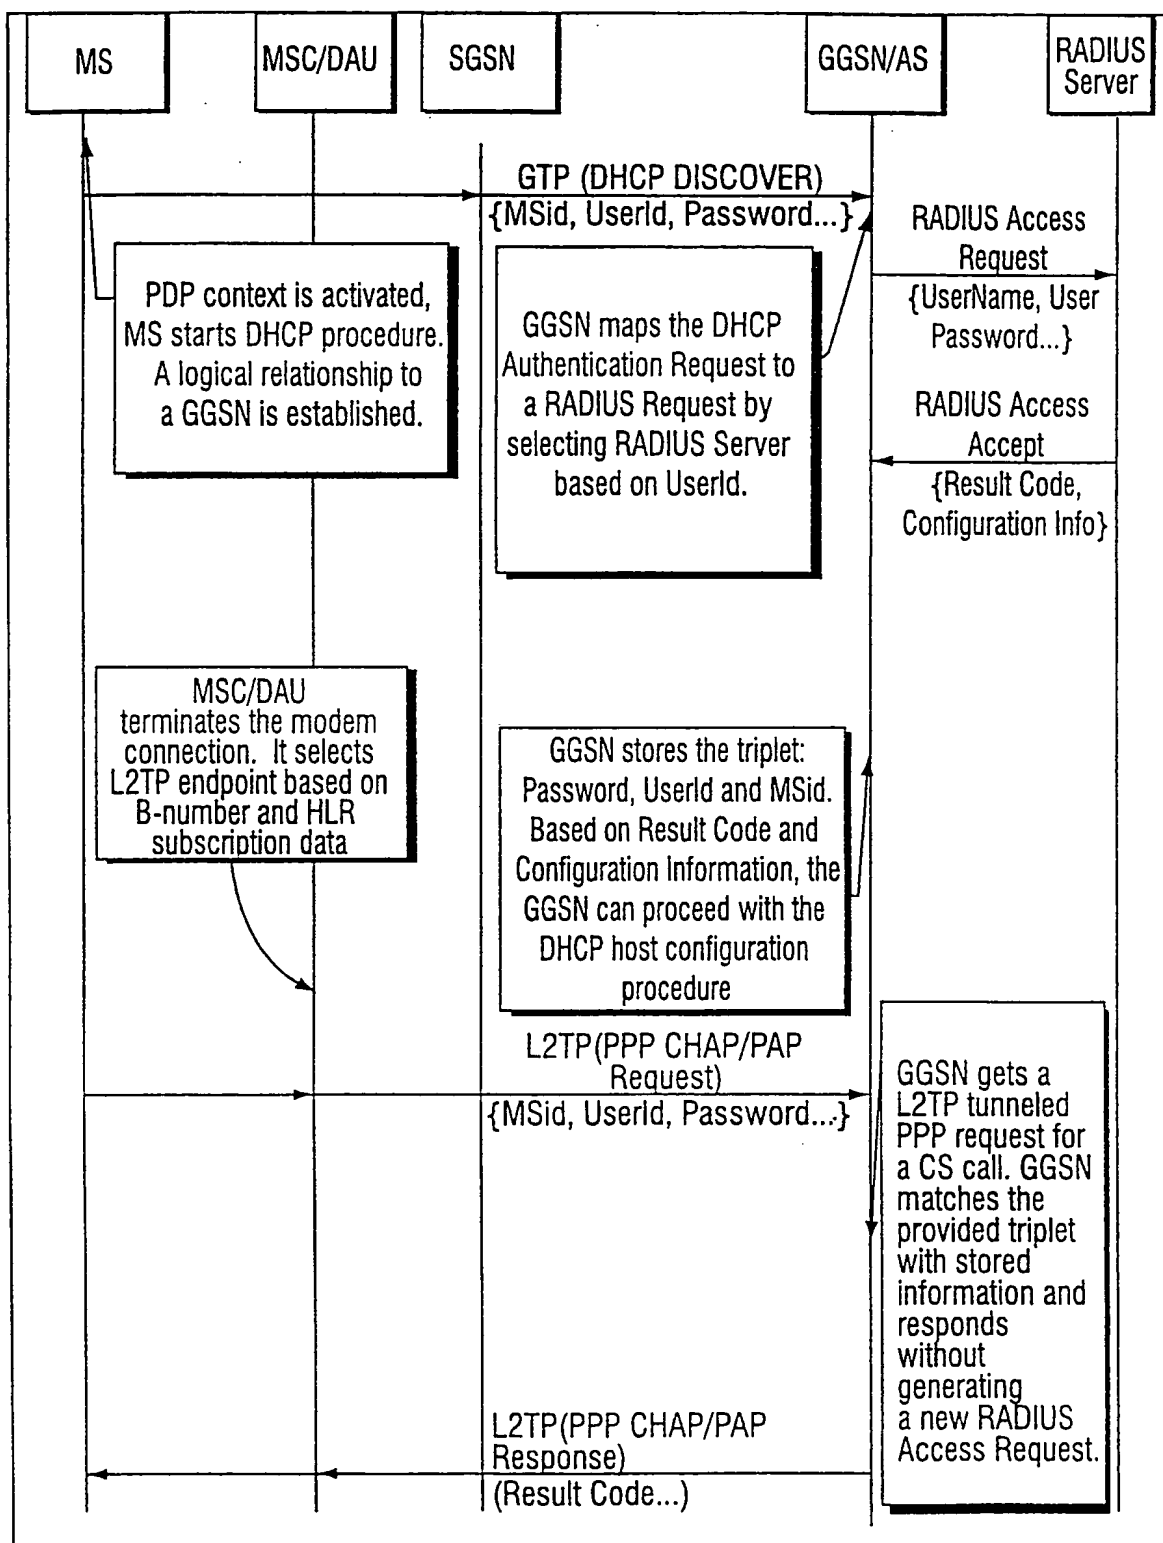 MS
MSC/DAU
SGSN
GGSN/AS
RADIUS
Server
GTP (DHCP DISCOVER)
{MSid, UserId, Password...}
RADIUS Access
Request
{UserName, User
Password...}
PDP context is activated,
MS starts DHCP procedure.
A logical relationship to
a GGSN is established.
GGSN maps the DHCP
Authentication Request to
a RADIUS Request by
selecting RADIUS Server
based on UserId.
RADIUS Access
Accept
{Result Code,
Configuration Info}
MSC/DAU
terminates the modem
connection. It selects
L2TP endpoint based on
B-number and HLR
subscription data
GGSN stores the triplet:
Password, UserId and MSid.
Based on Result Code and
Configuration Information, the
GGSN can proceed with the
DHCP host configuration
procedure
L2TP(PPP CHAP/PAP
Request)
{MSid, UserId, Password...}
GGSN gets a
L2TP tunneled
PPP request for
a CS call. GGSN
matches the
provided triplet
with stored
information and
responds
without
generating
a new RADIUS
Access Request.
L2TP(PPP CHAP/PAP
Response)
(Result Code...)